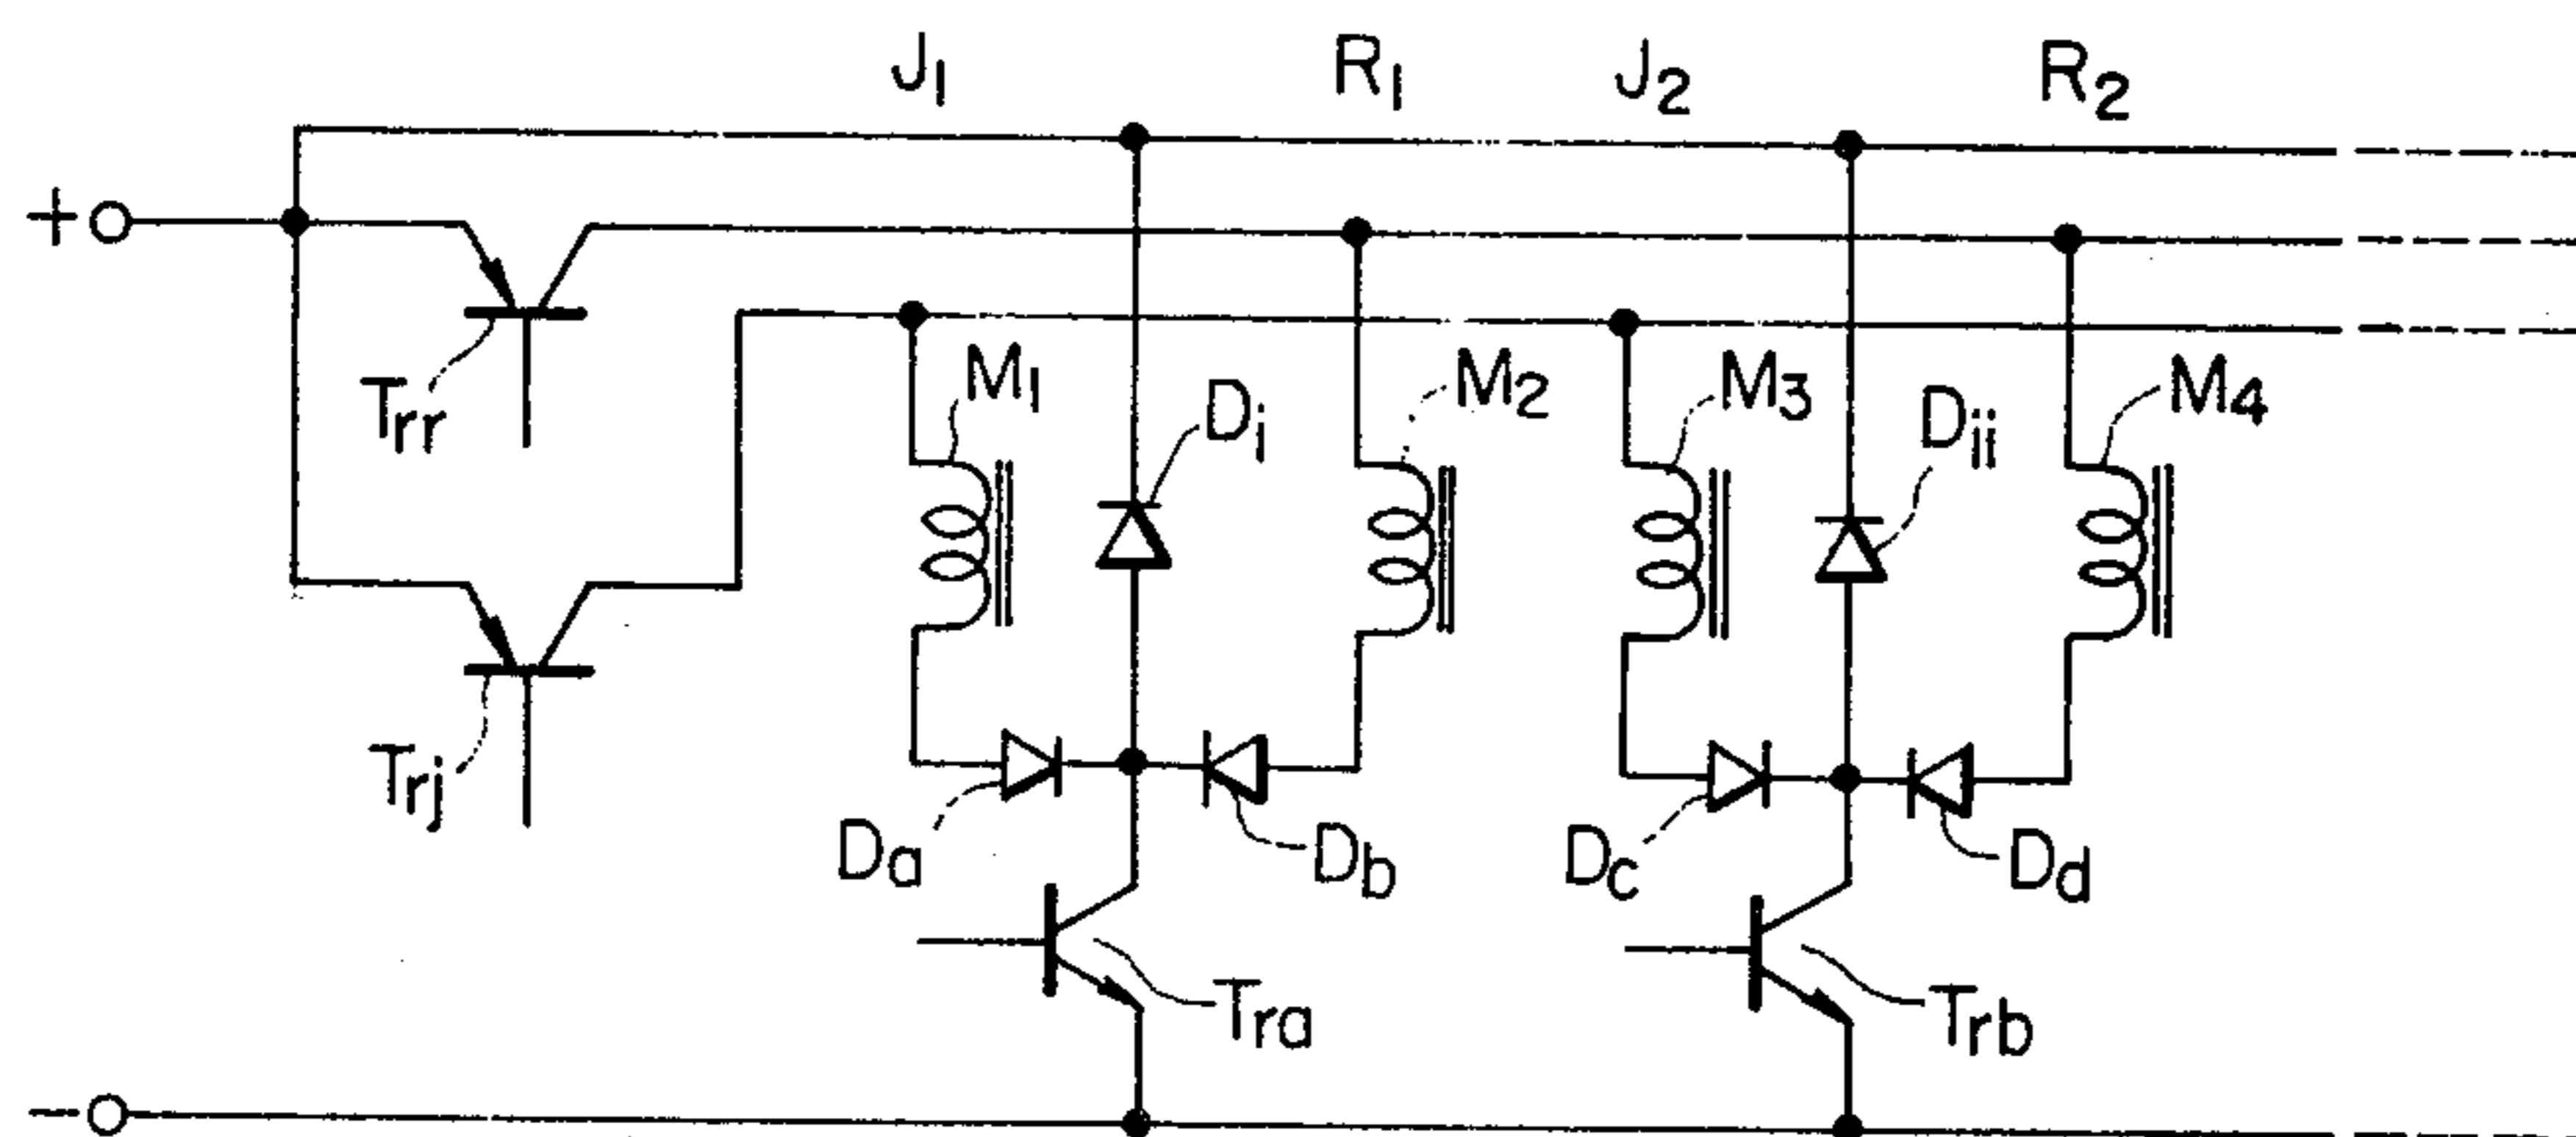 J1 R1 J2 R2
+
Trr M1 Di M2 M3 Dii M4
Trj
Da Db Dc Dd
Tra Trb
-